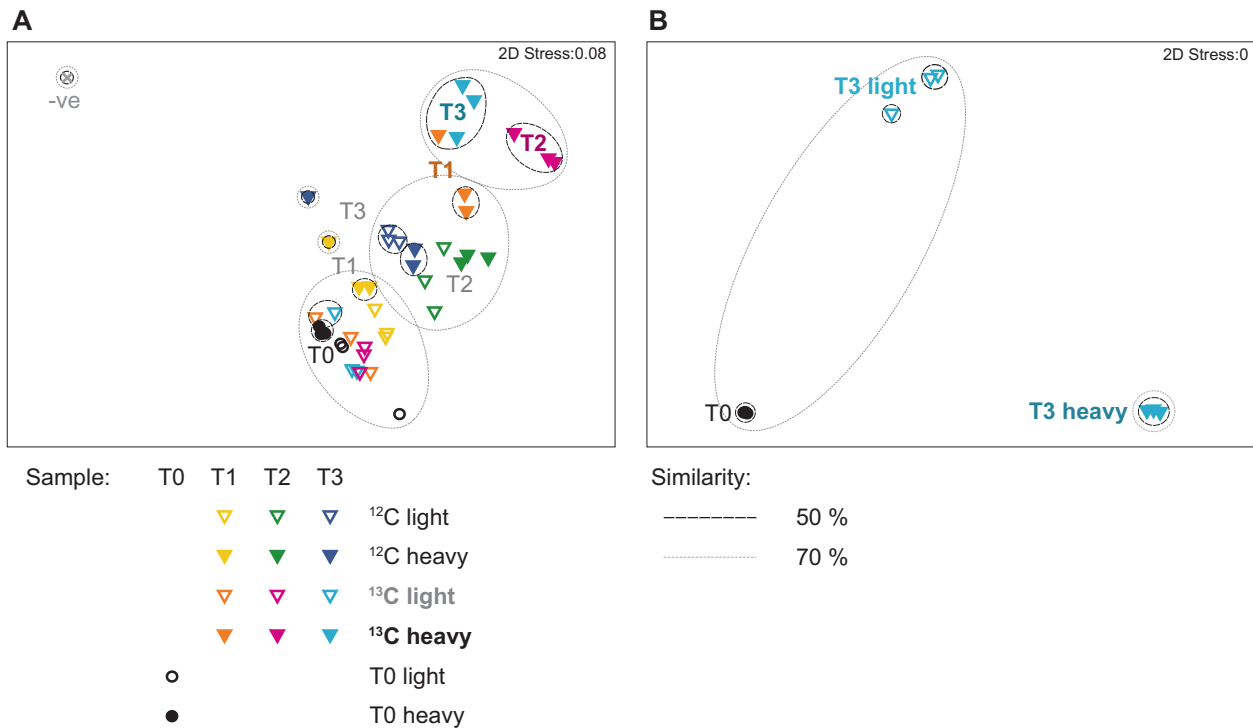 A
2D Stress:0.08
-ve
T3
T2
T1
T3
T1
T2
T0
B
2D Stress:0
T3 light
T0
T3 heavy
Sample: T0 T1 T2 T3
¹²C light
¹²C heavy
¹³C light
¹³C heavy
T0 light
T0 heavy
Similarity:
50 %
70 %